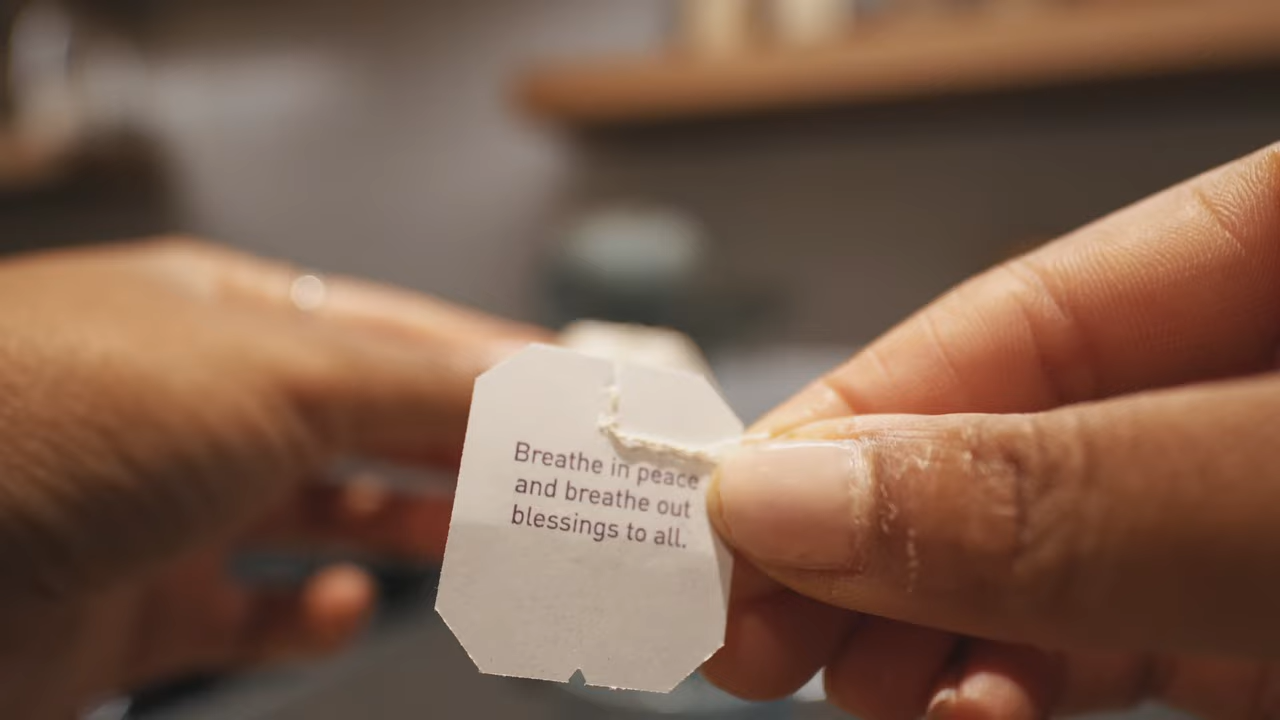 Breathe in peace
and breathe out
blessings to all.